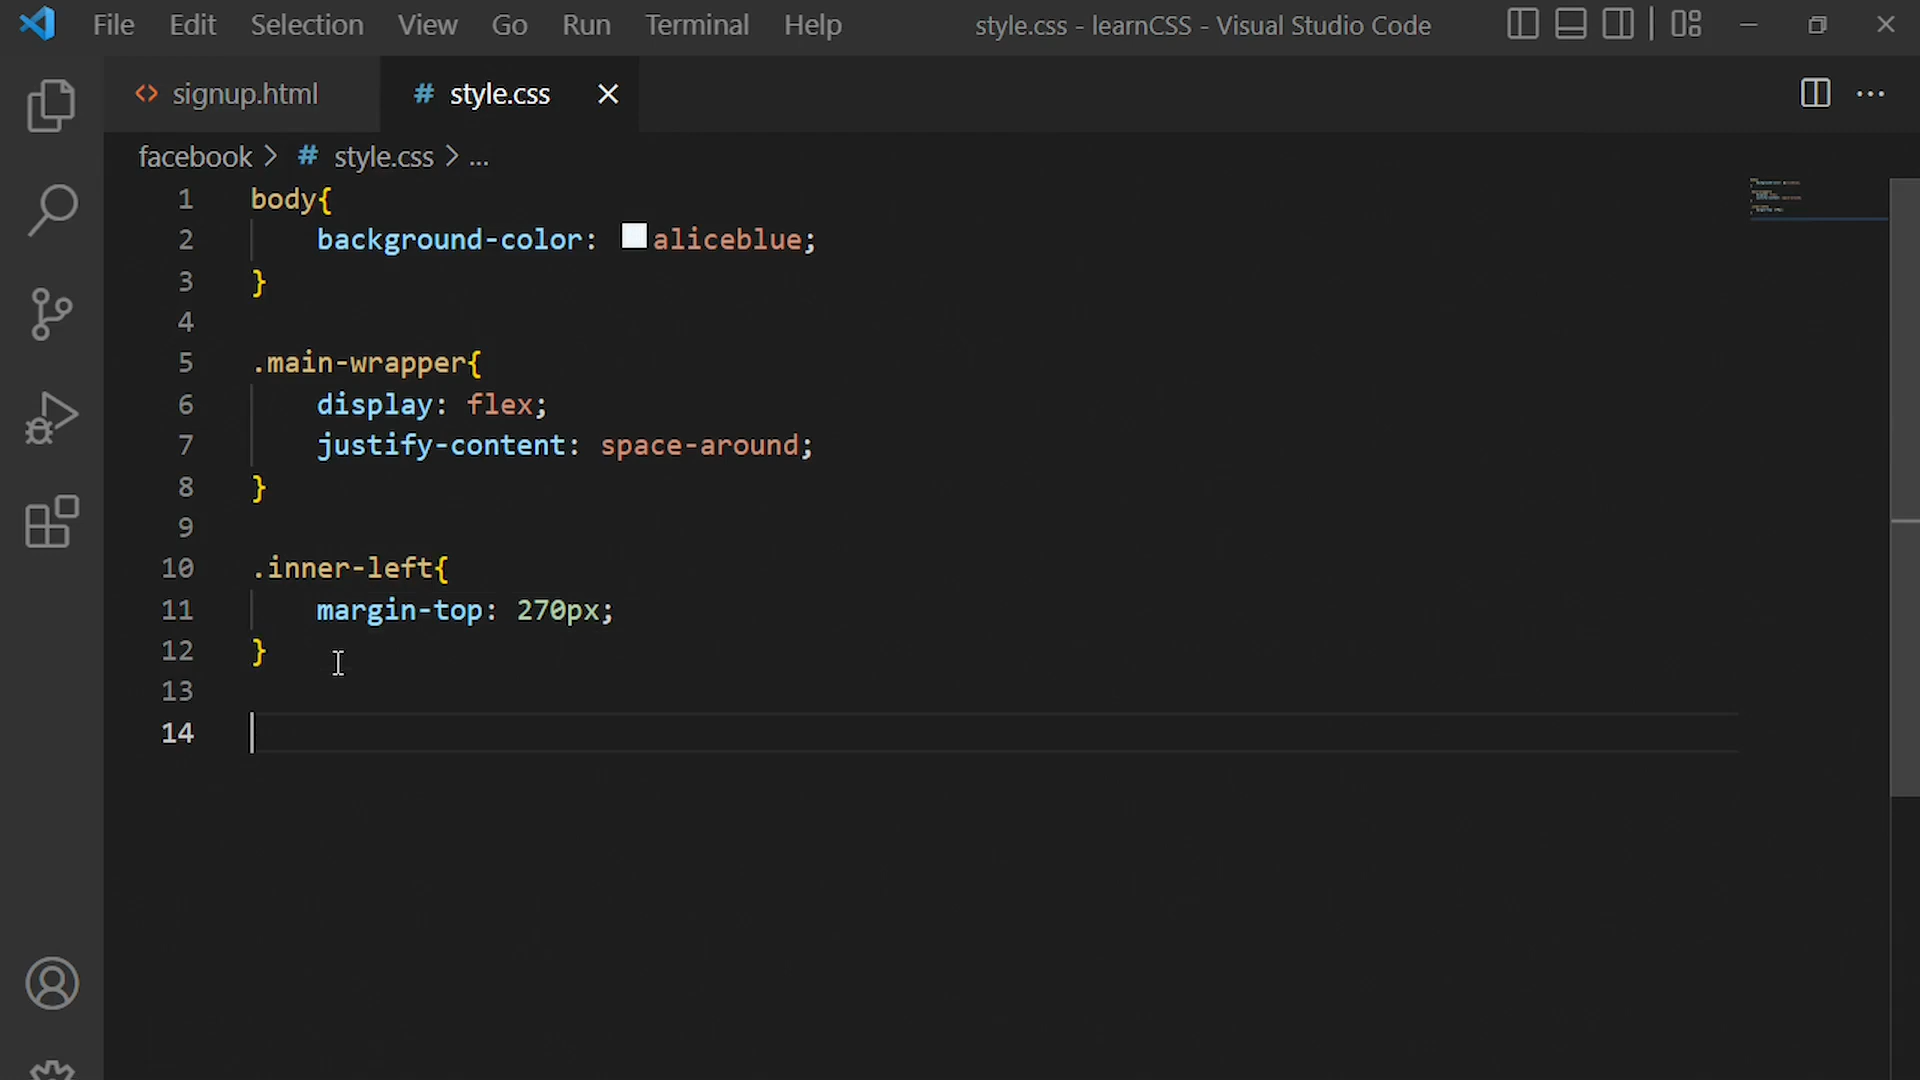 File Edit Selection View Go Run Terminal Help style.css - learnCSS - Visual Studio Code
<> signup.html # style.css
facebook > # style.css > ...
1 body{
2 background-color: aliceblue;
3 }
4
5 .main-wrapper{
6 display: flex;
7 justify-content: space-around;
8 }
9
10 .inner-left{
11 margin-top: 270px;
12 }
13
14